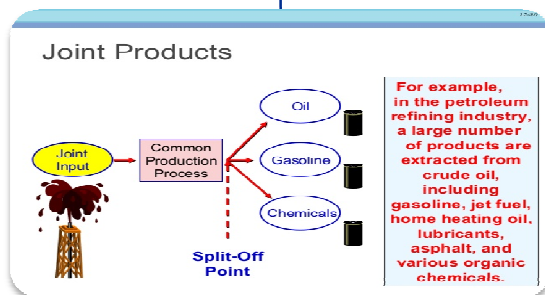 Joint Products
Joint
Input
Common
Production
Process
Oil
Gasoline
Chemicals
Split-Off
Point
For example,
in the petroleum
refining industry,
a large number
of products are
extracted from
crude oil,
including
gasoline, jet fuel,
home heating oil,
lubricants,
asphalt, and
various organic
chemicals.